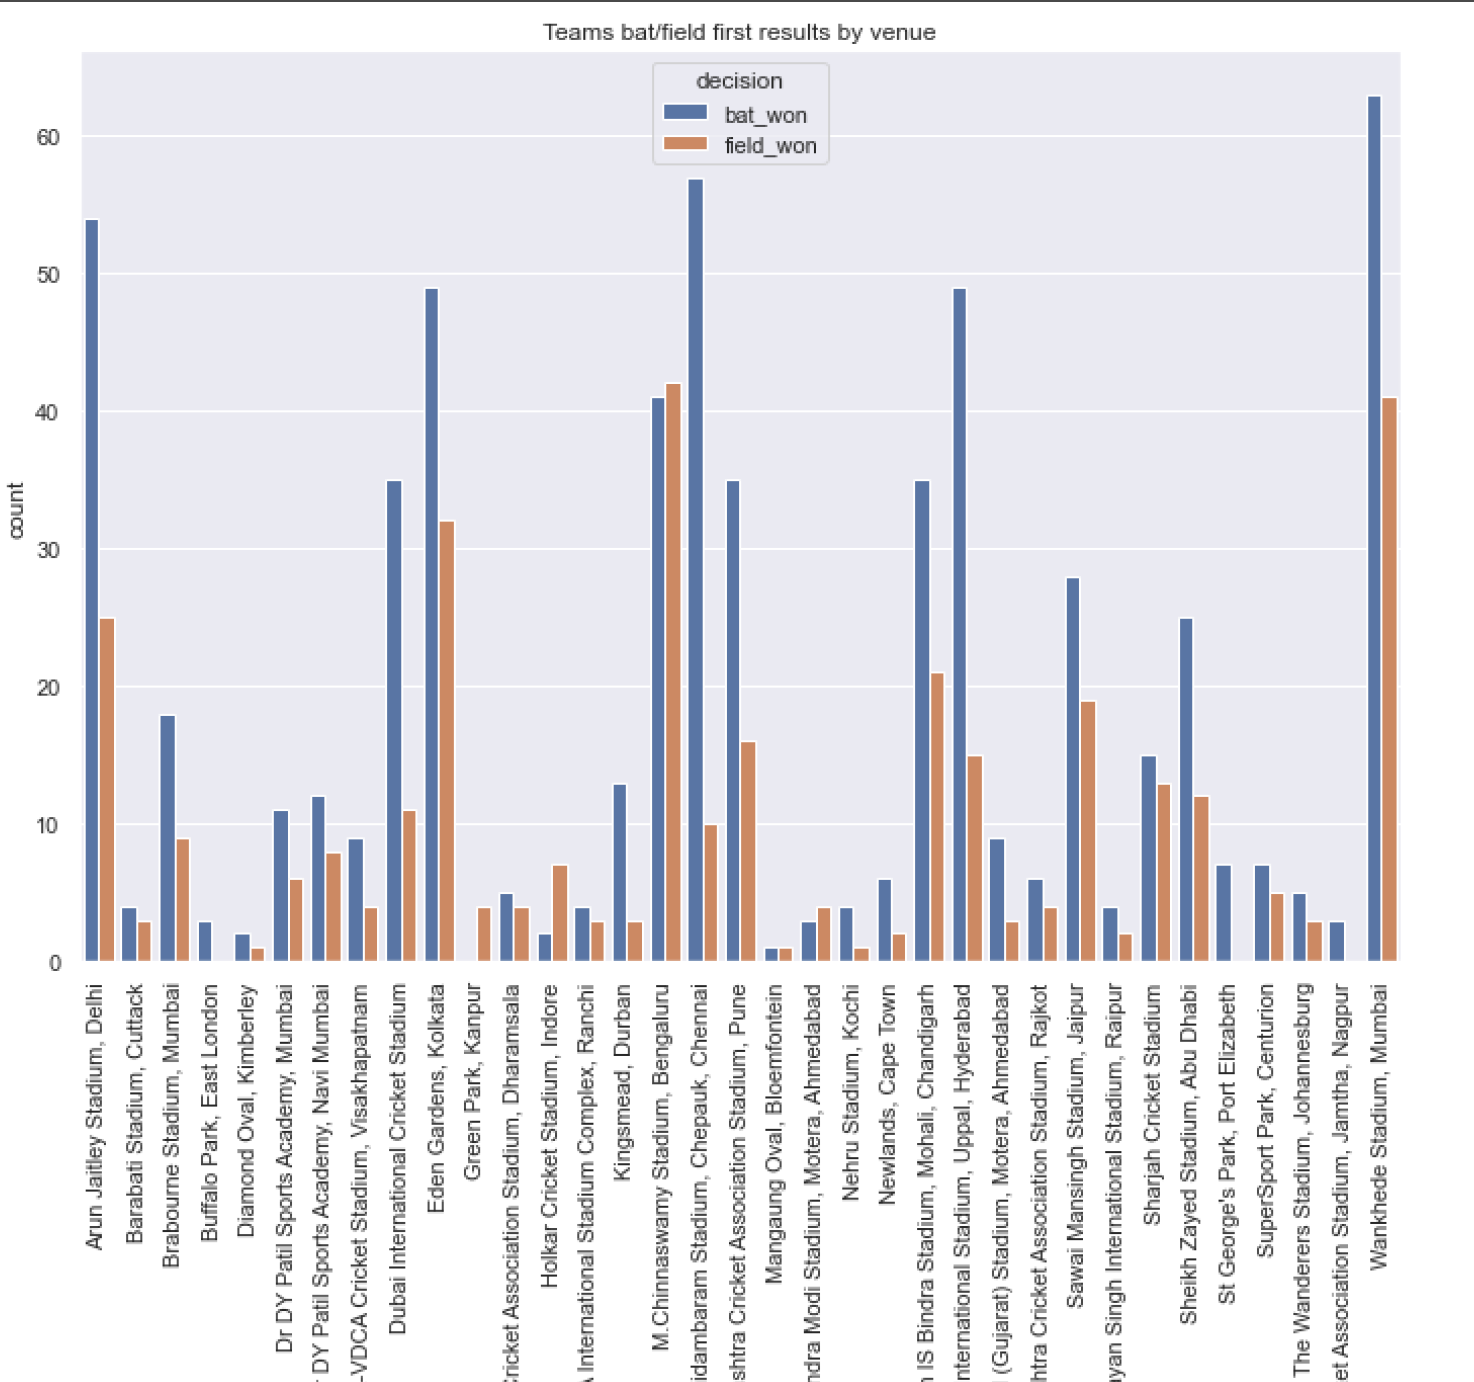 Teams bat/field first results by venue
decision
bat_won
field_won
count
60
50
40
30
20
10
0
Arun Jaitley Stadium, Delhi
Barabati Stadium, Cuttack
Brabourne Stadium, Mumbai
Buffalo Park, East London
Diamond Oval, Kimberley
Dr DY Patil Sports Academy, Mumbai
DY Patil Sports Academy, Navi Mumbai
-VDCA Cricket Stadium, Visakhapatnam
Dubai International Cricket Stadium
Eden Gardens, Kolkata
Green Park, Kanpur
Cricket Association Stadium, Dharamsala
Holkar Cricket Stadium, Indore
International Stadium Complex, Ranchi
Kingsmead, Durban
M.Chinnaswamy Stadium, Bengaluru
idambaram Stadium, Chepauk, Chennai
shtra Cricket Association Stadium, Pune
Mangaung Oval, Bloemfontein
ndra Modi Stadium, Motera, Ahmedabad
Nehru Stadium, Kochi
Newlands, Cape Town
IS Bindra Stadium, Mohali, Chandigarh
nternational Stadium, Uppal, Hyderabad
(Gujarat) Stadium, Motera, Ahmedabad
htra Cricket Association Stadium, Rajkot
Sawai Mansingh Stadium, Jaipur
yan Singh International Stadium, Raipur
Sharjah Cricket Stadium
Sheikh Zayed Stadium, Abu Dhabi
St George's Park, Port Elizabeth
SuperSport Park, Centurion
The Wanderers Stadium, Johannesburg
et Association Stadium, Jamtha, Nagpur
Wankhede Stadium, Mumbai